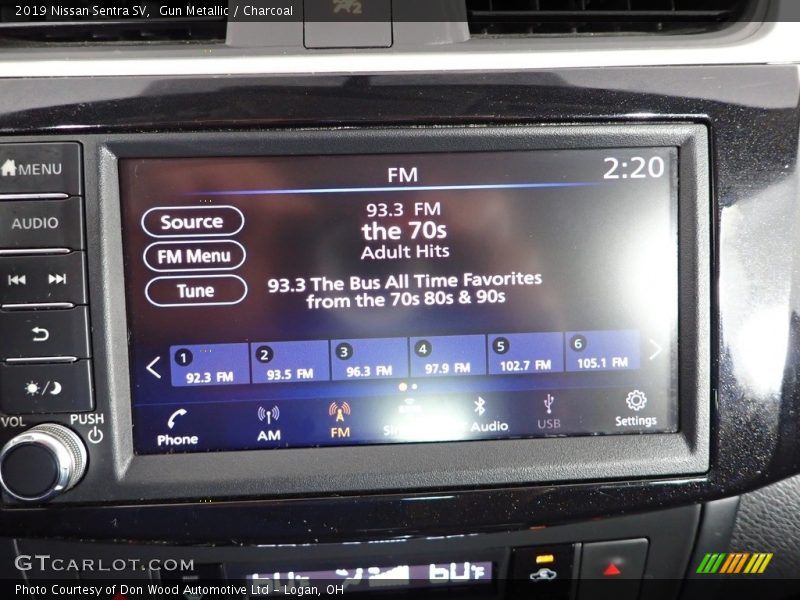 2019 Nissan Sentra SV,  Gun Metallic / Charcoal
MENU
FM
2:20
AUDIO
Source
93.3 FM
the 70s
FM Menu
Adult Hits
Tune
93.3 The Bus All Time Favorites
from the 70s 80s & 90s
1 92.3 FM
2 93.5 FM
3 96.3 FM
4 97.9 FM
5 102.7 FM
6 105.1 FM
VOL
PUSH
Phone
AM
FM
Audio
USB
Settings
GTCARLOT.COM
60°F
60°F
Photo Courtesy of Don Wood Automotive Ltd - Logan, OH